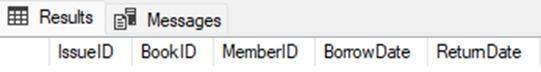 Results Messages
IssueID BookID MemberID BorrowDate ReturnDate